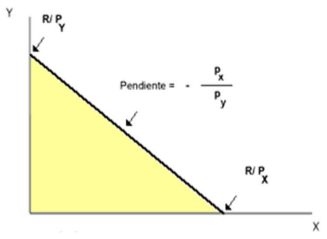 Y
R/ P
Y
Pendiente = - P
x
P
y
R/ P
X
X